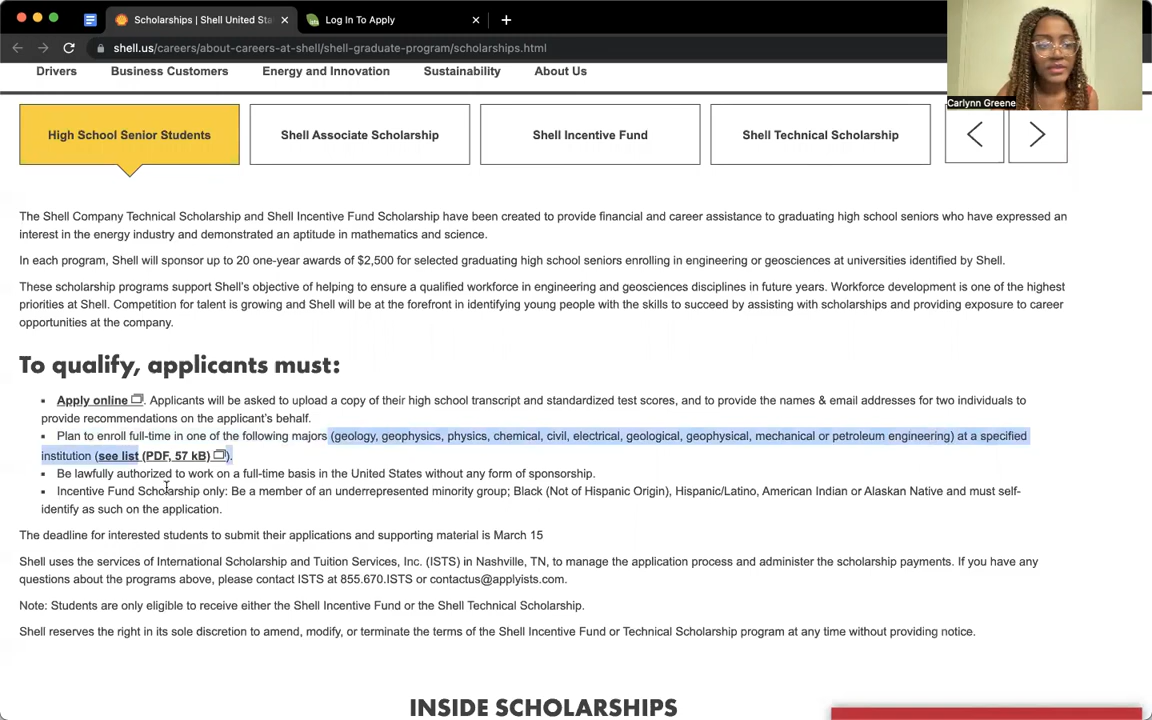 Scholarships | Shell United Sta
Log In To Apply
shell.us/careers/about-careers-at-shell/shell-graduate-program/scholarships.html
Drivers Business Customers Energy and Innovation Sustainability About Us
Carlynn Greene
High School Senior Students Shell Associate Scholarship Shell Incentive Fund Shell Technical Scholarship
The Shell Company Technical Scholarship and Shell Incentive Fund Scholarship have been created to provide financial and career assistance to graduating high school seniors who have expressed an
interest in the energy industry and demonstrated an aptitude in mathematics and science.
In each program, Shell will sponsor up to 20 one-year awards of $2,500 for selected graduating high school seniors enrolling in engineering or geosciences at universities identified by Shell.
These scholarship programs support Shell's objective of helping to ensure a qualified workforce in engineering and geosciences disciplines in future years. Workforce development is one of the highest
priorities at Shell. Competition for talent is growing and Shell will be at the forefront in identifying young people with the skills to succeed by assisting with scholarships and providing exposure to career
opportunities at the company.
To qualify, applicants must:
▪ Apply online. Applicants will be asked to upload a copy of their high school transcript and standardized test scores, and to provide the names & email addresses for two individuals to
provide recommendations on the applicant's behalf.
▪ Plan to enroll full-time in one of the following majors (geology, geophysics, physics, chemical, civil, electrical, geological, geophysical, mechanical or petroleum engineering) at a specified
institution (see list (PDF, 57 kB)).
▪ Be lawfully authorized to work on a full-time basis in the United States without any form of sponsorship.
▪ Incentive Fund Scholarship only: Be a member of an underrepresented minority group; Black (Not of Hispanic Origin), Hispanic/Latino, American Indian or Alaskan Native and must self-
identify as such on the application.
The deadline for interested students to submit their applications and supporting material is March 15
Shell uses the services of International Scholarship and Tuition Services, Inc. (ISTS) in Nashville, TN, to manage the application process and administer the scholarship payments. If you have any
questions about the programs above, please contact ISTS at 855.670.ISTS or contactus@applyists.com.
Note: Students are only eligible to receive either the Shell Incentive Fund or the Shell Technical Scholarship.
Shell reserves the right in its sole discretion to amend, modify, or terminate the terms of the Shell Incentive Fund or Technical Scholarship program at any time without providing notice.
INSIDE SCHOLARSHIPS